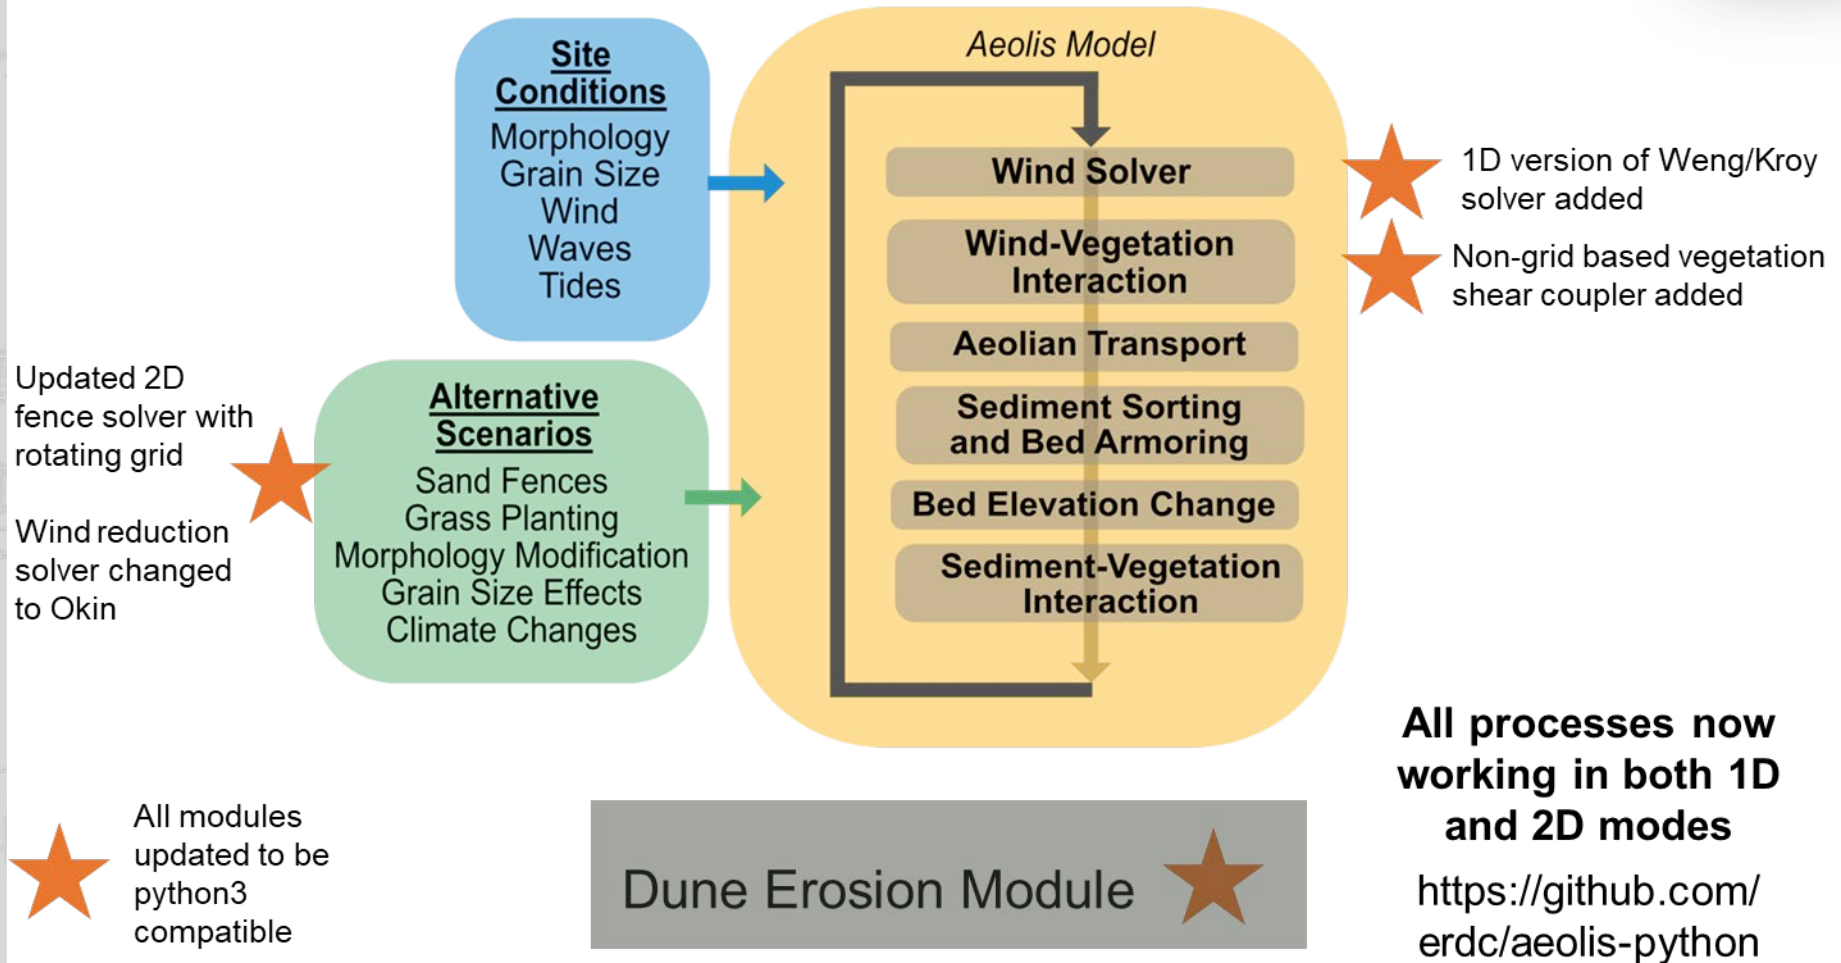 Site
Conditions
Morphology
Grain Size
Wind
Waves
Tides
Alternative
Scenarios
Sand Fences
Grass Planting
Morphology Modification
Grain Size Effects
Climate Changes
Updated 2D
fence solver with
rotating grid
Wind reduction
solver changed
to Okin
Aeolis Model
Wind Solver
Wind-Vegetation
Interaction
Aeolian Transport
Sediment Sorting
and Bed Armoring
Bed Elevation Change
Sediment-Vegetation
Interaction
1D version of Weng/Kroy
solver added
Non-grid based vegetation
shear coupler added
All modules
updated to be
python3
compatible
Dune Erosion Module
All processes now
working in both 1D
and 2D modes
https://github.com/
erdc/aeolis-python